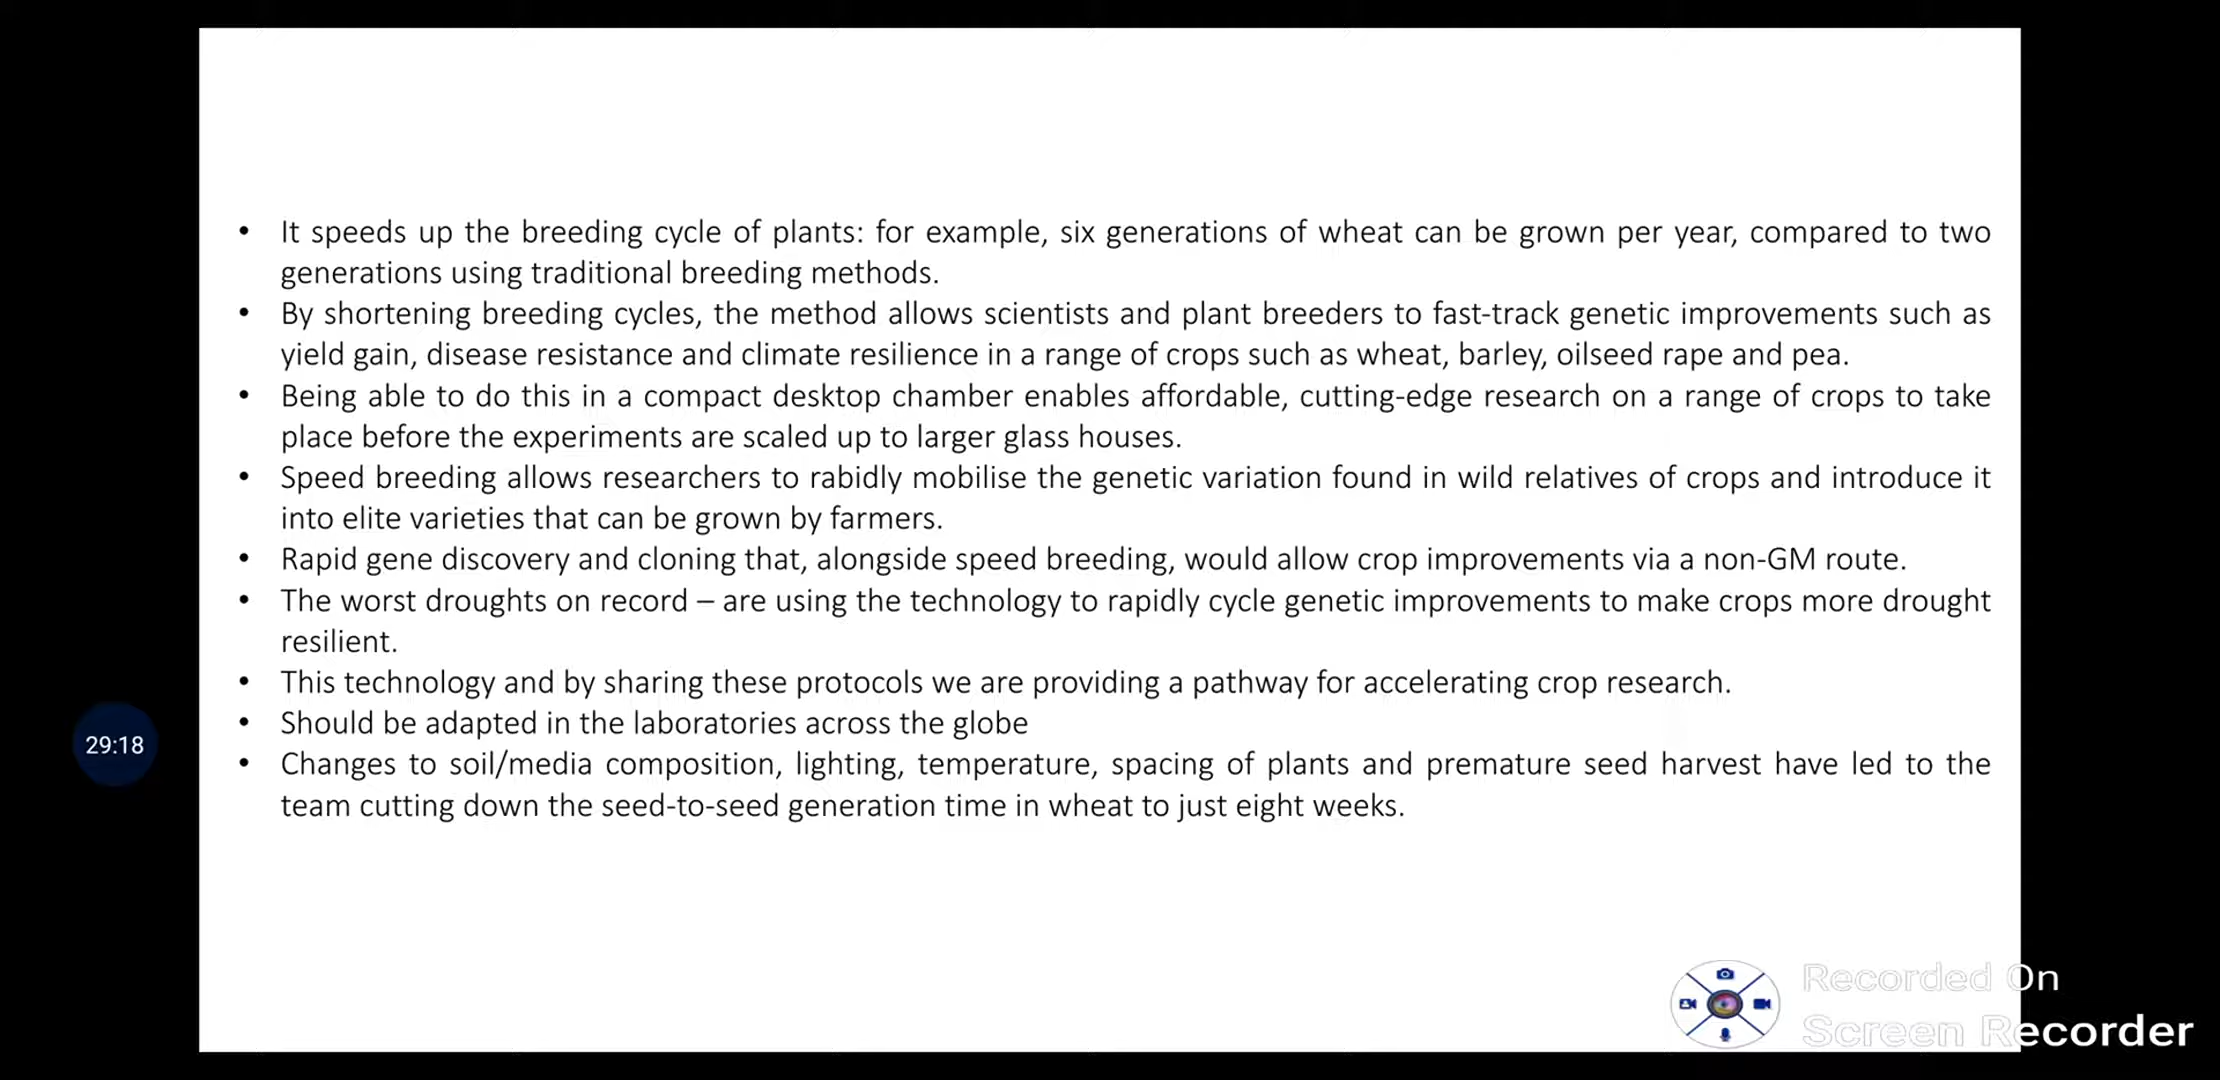 • It speeds up the breeding cycle of plants: for example, six generations of wheat can be grown per year, compared to two
generations using traditional breeding methods.
• By shortening breeding cycles, the method allows scientists and plant breeders to fast-track genetic improvements such as
yield gain, disease resistance and climate resilience in a range of crops such as wheat, barley, oilseed rape and pea.
• Being able to do this in a compact desktop chamber enables affordable, cutting-edge research on a range of crops to take
place before the experiments are scaled up to larger glass houses.
• Speed breeding allows researchers to rabidly mobilise the genetic variation found in wild relatives of crops and introduce it
into elite varieties that can be grown by farmers.
• Rapid gene discovery and cloning that, alongside speed breeding, would allow crop improvements via a non-GM route.
• The worst droughts on record – are using the technology to rapidly cycle genetic improvements to make crops more drought
resilient.
• This technology and by sharing these protocols we are providing a pathway for accelerating crop research.
• Should be adapted in the laboratories across the globe
• Changes to soil/media composition, lighting, temperature, spacing of plants and premature seed harvest have led to the
team cutting down the seed-to-seed generation time in wheat to just eight weeks.
29:18
Recorded On
Screen Recorder